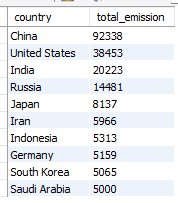 country total_emission
China 92338
United States 38453
India 20223
Russia 14481
Japan 8137
Iran 5966
Indonesia 5313
Germany 5159
South Korea 5065
Saudi Arabia 5000